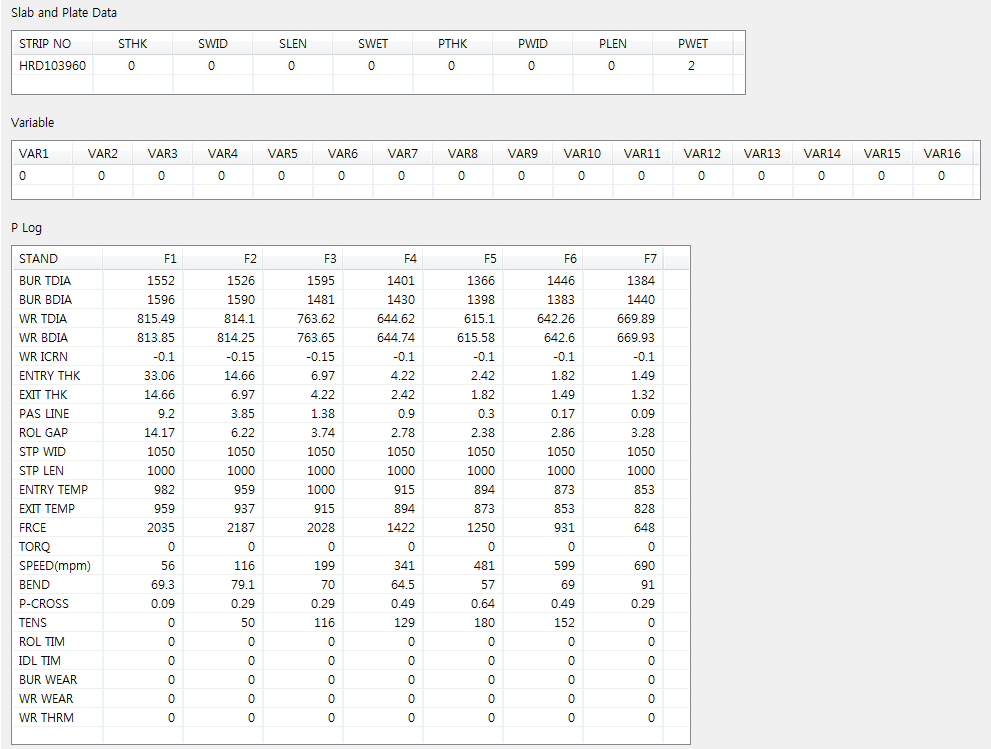 Slab and Plate Data
STRIP NO STHK SWID SLEN SWET PTHK PWID PLEN PWET
HRD103960 0 0 0 0 0 0 0 2
Variable
VAR1 VAR2 VAR3 VAR4 VAR5 VAR6 VAR7 VAR8 VAR9 VAR10 VAR11 VAR12 VAR13 VAR14 VAR15 VAR16
0 0 0 0 0 0 0 0 0 0 0 0 0 0 0 0
P Log
STAND F1 F2 F3 F4 F5 F6 F7
BUR TDIA 1552 1526 1595 1401 1366 1446 1384
BUR BDIA 1596 1590 1481 1430 1398 1383 1440
WR TDIA 815.49 814.1 763.62 644.62 615.1 642.26 669.89
WR BDIA 813.85 814.25 763.65 644.74 615.58 642.6 669.93
WR ICRN -0.1 -0.15 -0.15 -0.1 -0.1 -0.1 -0.1
ENTRY THK 33.06 14.66 6.97 4.22 2.42 1.82 1.49
EXIT THK 14.66 6.97 4.22 2.42 1.82 1.49 1.32
PAS LINE 9.2 3.85 1.38 0.9 0.3 0.17 0.09
ROL GAP 14.17 6.22 3.74 2.78 2.38 2.86 3.28
STP WID 1050 1050 1050 1050 1050 1050 1050
STP LEN 1000 1000 1000 1000 1000 1000 1000
ENTRY TEMP 982 959 1000 915 894 873 853
EXIT TEMP 959 937 915 894 873 853 828
FRCE 2035 2187 2028 1422 1250 931 648
TORQ 0 0 0 0 0 0 0
SPEED(mpm) 56 116 199 341 481 599 690
BEND 69.3 79.1 70 64.5 57 69 91
P-CROSS 0.09 0.29 0.29 0.49 0.64 0.49 0.29
TENS 0 50 116 129 180 152 0
ROL TIM 0 0 0 0 0 0 0
IDL TIM 0 0 0 0 0 0 0
BUR WEAR 0 0 0 0 0 0 0
WR WEAR 0 0 0 0 0 0 0
WR THRM 0 0 0 0 0 0 0